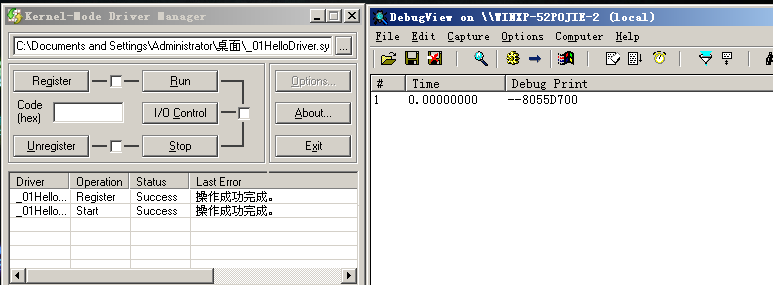 Kernel-Mode Driver Manager
C:\Documents and Settings\Administrator\桌面\_01HelloDriver.sy
...
Register
Run
Options...
Code
(hex)
I/O Control
About...
Unregister
Stop
Exit
Driver Operation Status Last Error
_01Hello... Register Success 操作成功完成。
_01Hello... Start Success 操作成功完成。
DebugView on \\WINXP-52POJIE-2 (local)
File Edit Capture Options Computer Help
# Time Debug Print
1 0.00000000 --8055D700